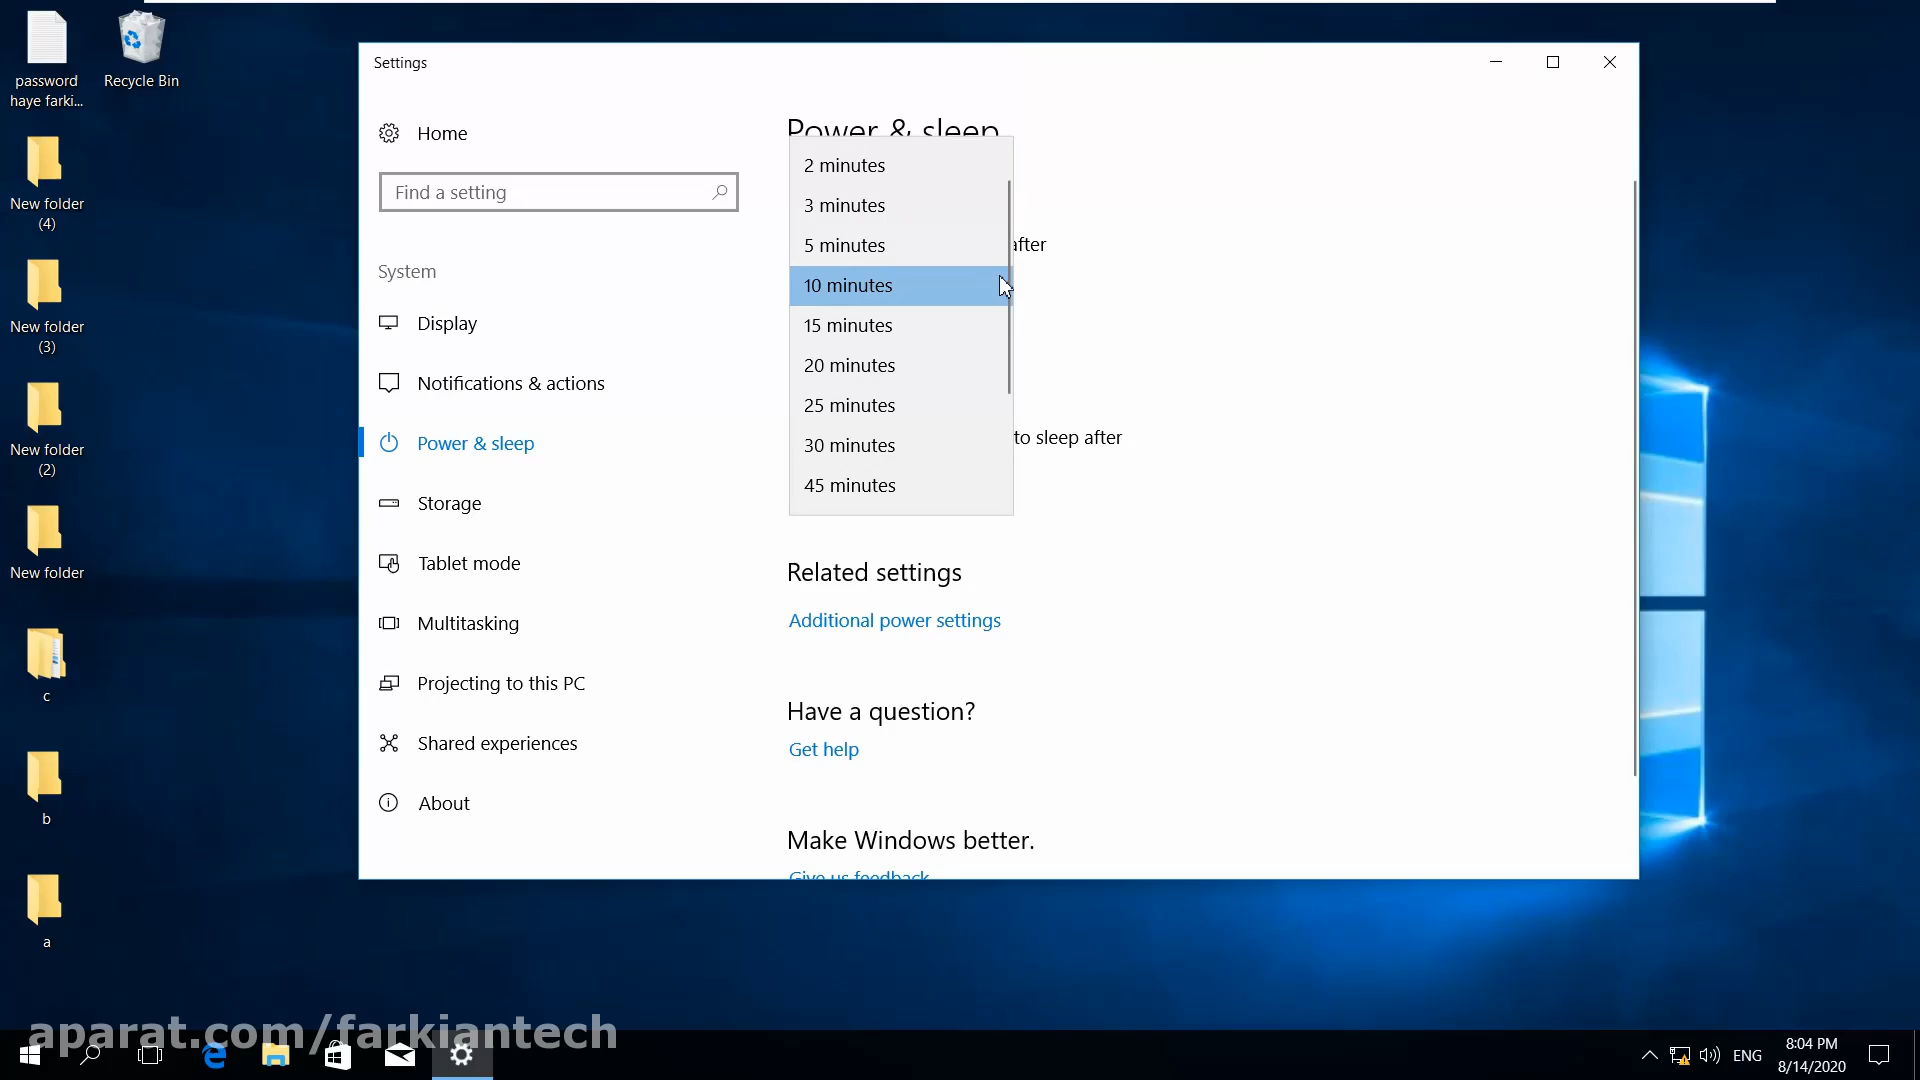 password
haye farki...
Recycle Bin
New folder
(4)
New folder
(3)
New folder
(2)
New folder
c
b
a
Settings
Home
Find a setting
System
Display
Notifications & actions
Power & sleep
Storage
Tablet mode
Multitasking
Projecting to this PC
Shared experiences
About
Power & sleep
2 minutes
3 minutes
5 minutes
after
10 minutes
15 minutes
20 minutes
25 minutes
30 minutes
to sleep after
45 minutes
Related settings
Additional power settings
Have a question?
Get help
Make Windows better.
Give us feedback
aparat.com/farkiantech
ENG
8:04 PM
8/14/2020